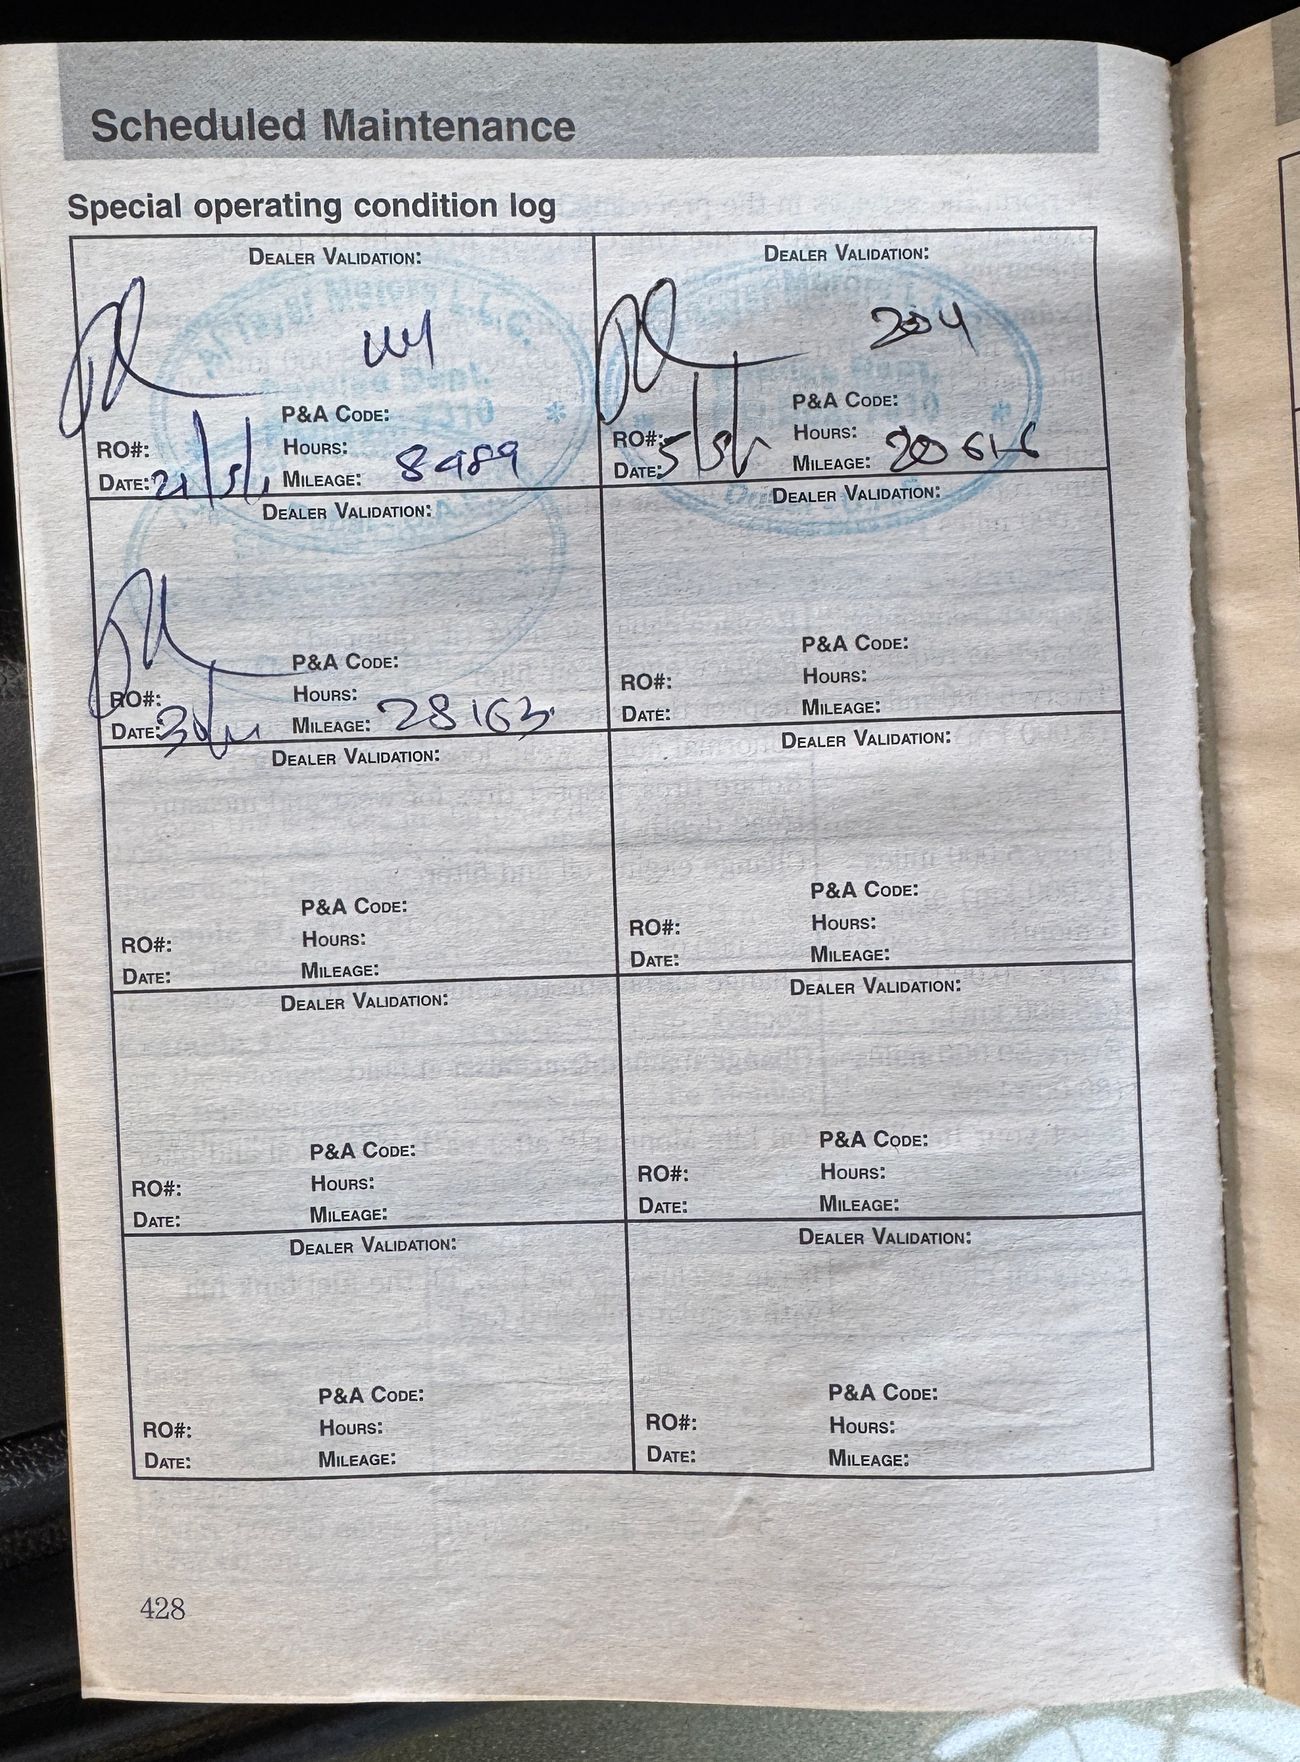 Scheduled Maintenance
Special operating condition log
DEALER VALIDATION:
P&A CODE:
RO#:
HOURS:
DATE:
MILEAGE: 8489
DEALER VALIDATION:
204
P&A CODE:
RO#:
HOURS:
DATE:
MILEAGE:
DEALER VALIDATION:
P&A CODE:
RO#:
HOURS:
DATE:
MILEAGE: 28163
DEALER VALIDATION:
P&A CODE:
RO#:
HOURS:
DATE:
MILEAGE:
DEALER VALIDATION:
P&A CODE:
RO#:
HOURS:
DATE:
MILEAGE:
DEALER VALIDATION:
P&A CODE:
RO#:
HOURS:
DATE:
MILEAGE:
DEALER VALIDATION:
P&A CODE:
RO#:
HOURS:
DATE:
MILEAGE:
DEALER VALIDATION:
P&A CODE:
RO#:
HOURS:
DATE:
MILEAGE:
DEALER VALIDATION:
P&A CODE:
RO#:
HOURS:
DATE:
MILEAGE:
DEALER VALIDATION:
P&A CODE:
RO#:
HOURS:
DATE:
MILEAGE:
428